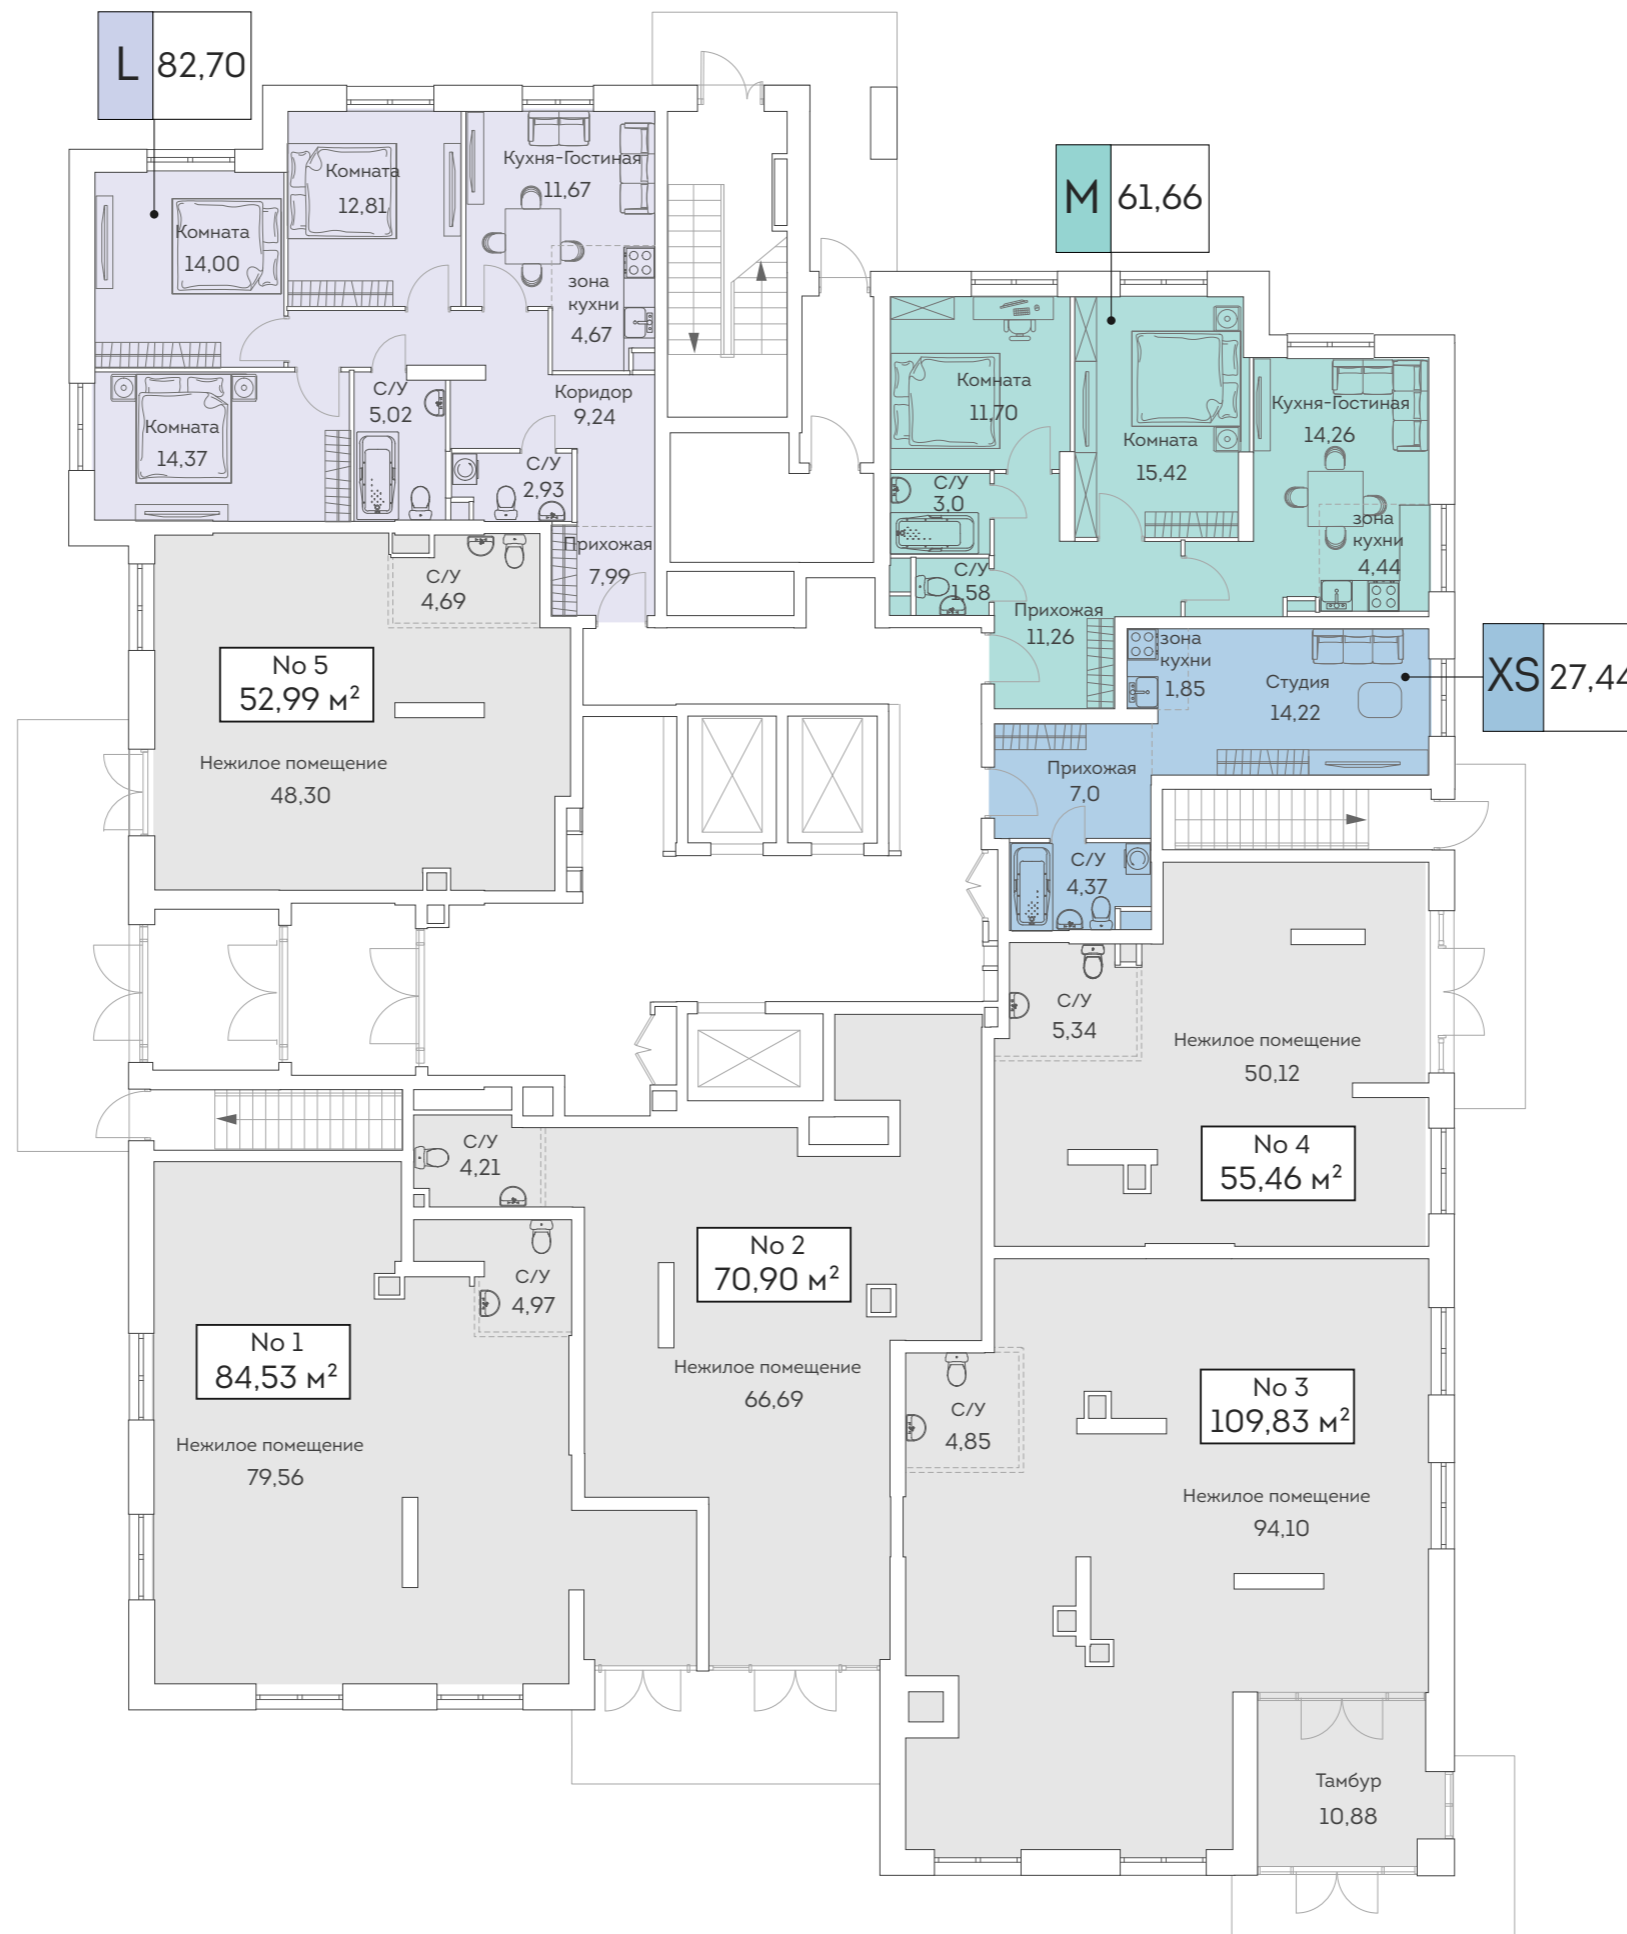 L 82,70
Комната
14,00
Комната
12,81
Кухня-Гостиная
11,67
зона
кухни
4,67
Комната
14,37
С/У
5,02
С/У
2,93
Коридор
9,24
Прихожая
7,99
M 61,66
Комната
11,70
Комната
15,42
Кухня-Гостиная
14,26
зона
кухни
4,44
С/У
3,0
С/У
1,58
Прихожая
11,26
XS 27,44
зона
кухни
1,85
Студия
14,22
Прихожая
7,0
С/У
4,37
С/У
4,69
No 5
52,99 м²
Нежилое помещение
48,30
С/У
5,34
Нежилое помещение
50,12
No 4
55,46 м²
С/У
4,21
С/У
4,97
No 2
70,90 м²
Нежилое помещение
66,69
No 1
84,53 м²
Нежилое помещение
79,56
С/У
4,85
No 3
109,83 м²
Нежилое помещение
94,10
Тамбур
10,88